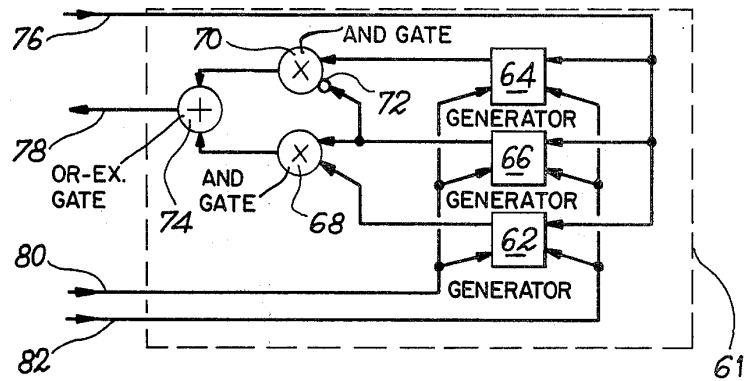 76
70
AND GATE
64
72
GENERATOR
78
OR-EX.
GATE
74
AND
GATE
68
66
GENERATOR
62
GENERATOR
80
82
61